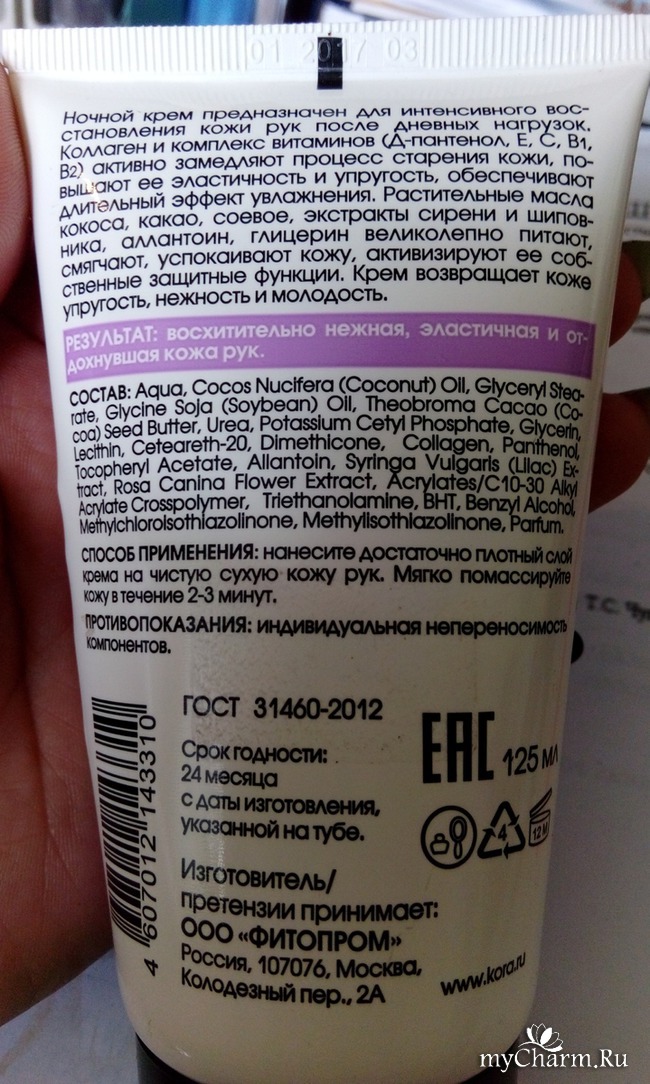 01 2017 03
Ночной крем предназначен для интенсивного вос-
становления кожи рук после дневных нагрузок.
Коллаген и комплекс витаминов (Д-пантенол, Е, С, В1,
В2) активно замедляют процесс старения кожи, по-
вышают ее эластичность и упругость, обеспечивают
длительный эффект увлажнения. Растительные масла
кокоса, какао, соевое, экстракты сирени и шипов-
ника, аллантоин, глицерин великолепно питают,
смягчают, успокаивают кожу, активизируют ее соб-
ственные защитные функции. Крем возвращает коже
упругость, нежность и молодость.
РЕЗУЛЬТАТ: восхитительно нежная, эластичная и от-
дохнувшая кожа рук.
СОСТАВ: Aqua, Cocos Nucifera (Coconut) Oil, Glyceryl Stea-
rate, Glycine Soja (Soybean) Oil, Theobroma Cacao (Co-
coa) Seed Butter, Urea, Potassium Cetyl Phosphate, Glycerin,
Lecithin, Ceteareth-20, Dimethicone, Collagen, Panthenol,
Tocopheryl Acetate, Allantoin, Syringa Vulgaris (Lilac) Ex-
tract, Rosa Canina Flower Extract, Acrylates/C10-30 Alkyl
Acrylate Crosspolymer, Triethanolamine, BHT, Benzyl Alcohol,
Methylchloroisothiazolinone, Methylisothiazolinone, Parfum.
СПОСОБ ПРИМЕНЕНИЯ: нанесите достаточно плотный слой
крема на чистую сухую кожу рук. Мягко помассируйте
кожу в течение 2-3 минут.
ПРОТИВОПОКАЗАНИЯ: индивидуальная непереносимость
компонентов.
ГОСТ 31460-2012
Срок годности:
24 месяца
с даты изготовления,
указанной на тубе.
EAC 125 мл
4
12 M
Изготовитель/
претензии принимает:
ООО «ФИТОПРОМ»
Россия, 107076, Москва,
Колодезный пер., 2А
www.kora.ru
4 607012 143310
Т.С.
myCharm.Ru